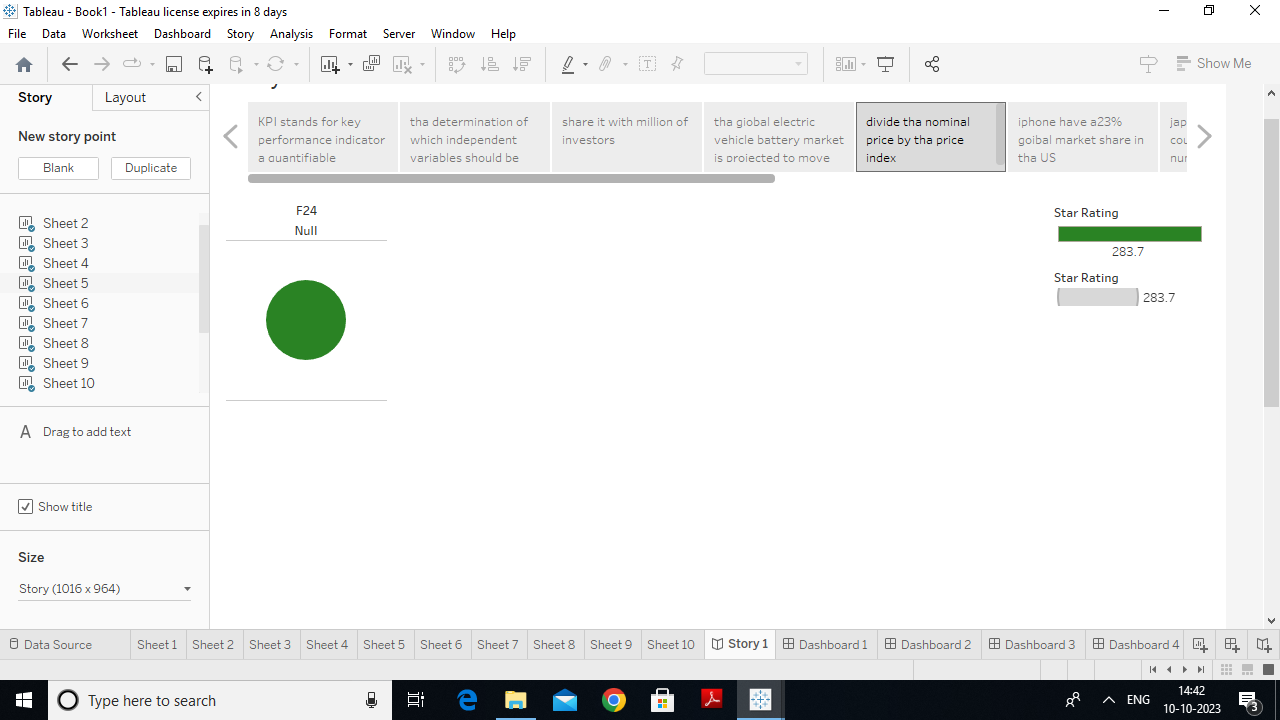 Tableau - Book1 - Tableau license expires in 8 days
File Data Worksheet Dashboard Story Analysis Format Server Window Help
Show Me
Story Layout
New story point
Blank Duplicate
Sheet 2
Sheet 3
Sheet 4
Sheet 5
Sheet 6
Sheet 7
Sheet 8
Sheet 9
Sheet 10
A Drag to add text
Show title
Size
Story (1016 x 964)
KPI stands for key
performance indicator
a quantifiable
tha determination of
which independent
variables should be
share it with million of
investors
tha giobal electric
vehicle battery market
is projected to move
divide tha nominal
price by tha price
index
iphone have a23%
goibal market share in
tha US
jap
cou
nur
F24
Null
Star Rating
283.7
Star Rating
283.7
Data Source Sheet 1 Sheet 2 Sheet 3 Sheet 4 Sheet 5 Sheet 6 Sheet 7 Sheet 8 Sheet 9 Sheet 10 Story 1 Dashboard 1 Dashboard 2 Dashboard 3 Dashboard 4
Type here to search
ENG
14:42
10-10-2023
3